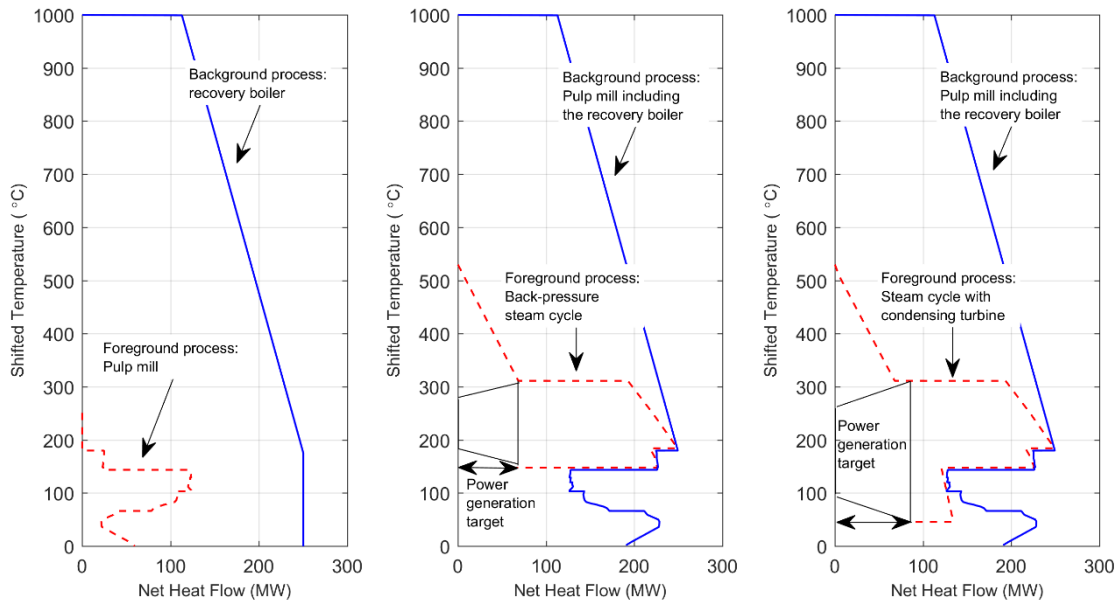 1000
900
800
700
600
500
400
300
200
100
0
Shifted Temperature ( °C)
Background process:
recovery boiler
Foreground process:
Pulp mill
0
100
200
300
Net Heat Flow (MW)
1000
900
800
700
600
500
400
300
200
100
0
Shifted Temperature ( °C)
Background process:
Pulp mill including
the recovery boiler
Foreground process:
Back-pressure
steam cycle
Power
generation
target
0
100
200
300
Net Heat Flow (MW)
1000
900
800
700
600
500
400
300
200
100
0
Shifted Temperature ( °C)
Background process:
Pulp mill including
the recovery boiler
Foreground process:
Steam cycle with
condensing turbine
Power
generation
target
0
100
200
300
Net Heat Flow (MW)